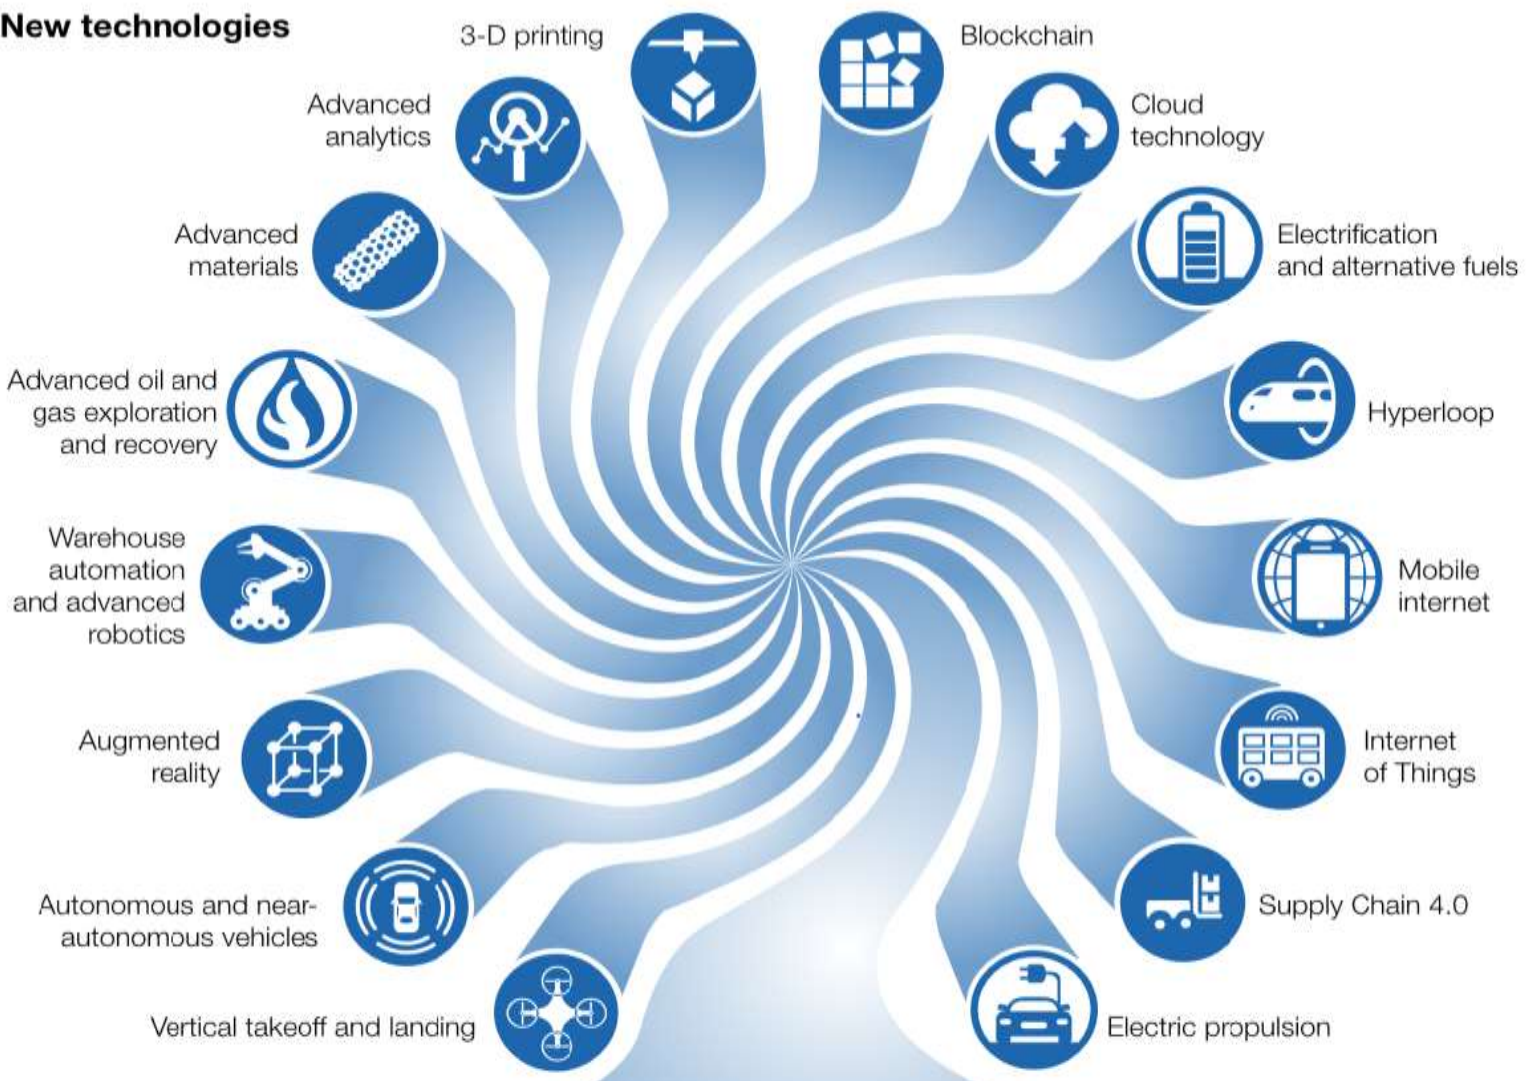 New technologies
3-D printing
Blockchain
Advanced
analytics
Cloud
technology
Advanced
materials
Electrification
and alternative fuels
Advanced oil and
gas exploration
and recovery
Hyperloop
Warehouse
automation
and advanced
robotics
Mobile
internet
Augmented
reality
Internet
of Things
Autonomous and near-
autonomous vehicles
Supply Chain 4.0
Vertical takeoff and landing
Electric propulsion